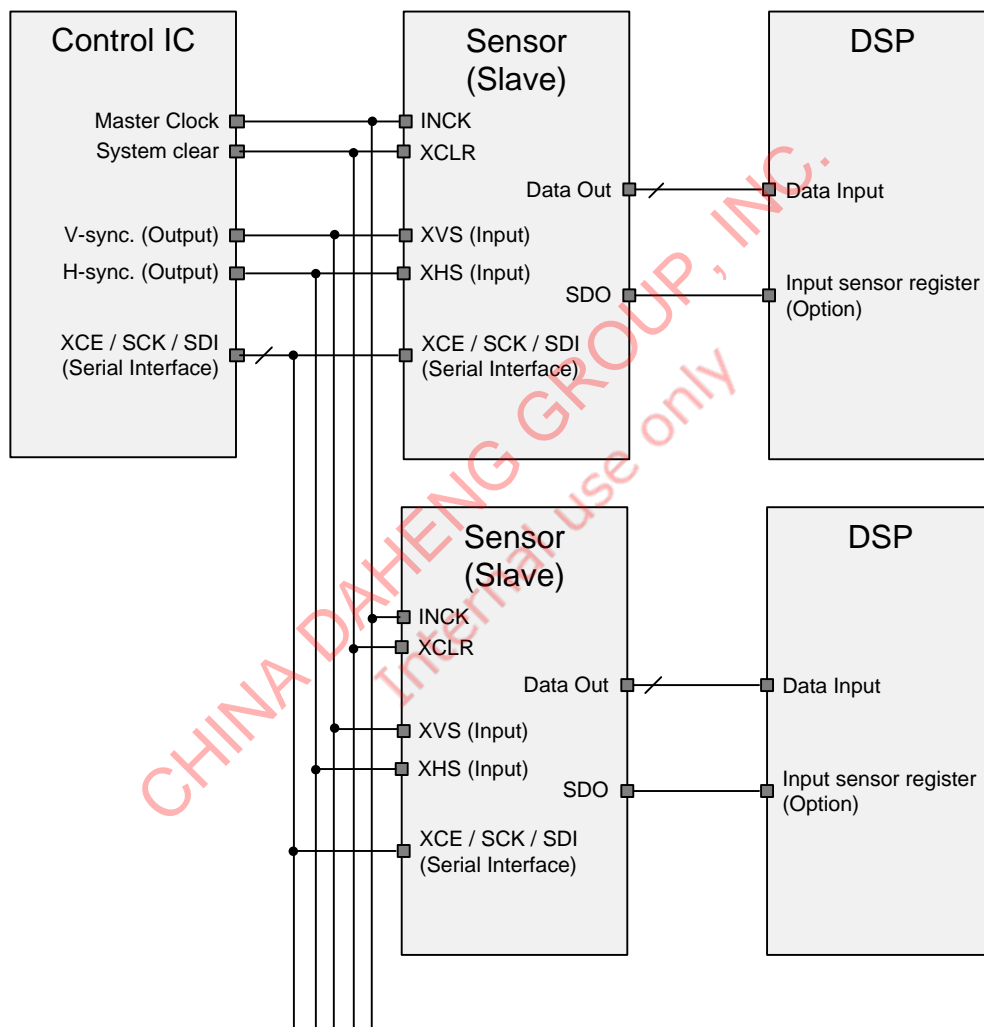 Control IC
Master Clock
System clear
V-sync. (Output)
H-sync. (Output)
XCE / SCK / SDI
(Serial Interface)
Sensor
(Slave)
INCK
XCLR
Data Out
XVS (Input)
XHS (Input)
SDO
XCE / SCK / SDI
(Serial Interface)
DSP
Data Input
Input sensor register
(Option)
Sensor
(Slave)
INCK
XCLR
Data Out
XVS (Input)
XHS (Input)
SDO
XCE / SCK / SDI
(Serial Interface)
DSP
Data Input
Input sensor register
(Option)
CHINA DAHENG GROUP, INC.
Internal use only